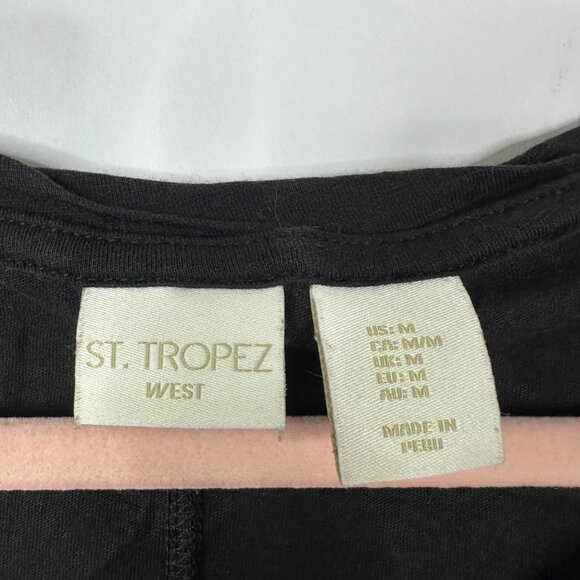 ST. TROPEZ
WEST
US: M
CA: M/M
UK: M
EU: M
AU: M
MADE IN
PERU